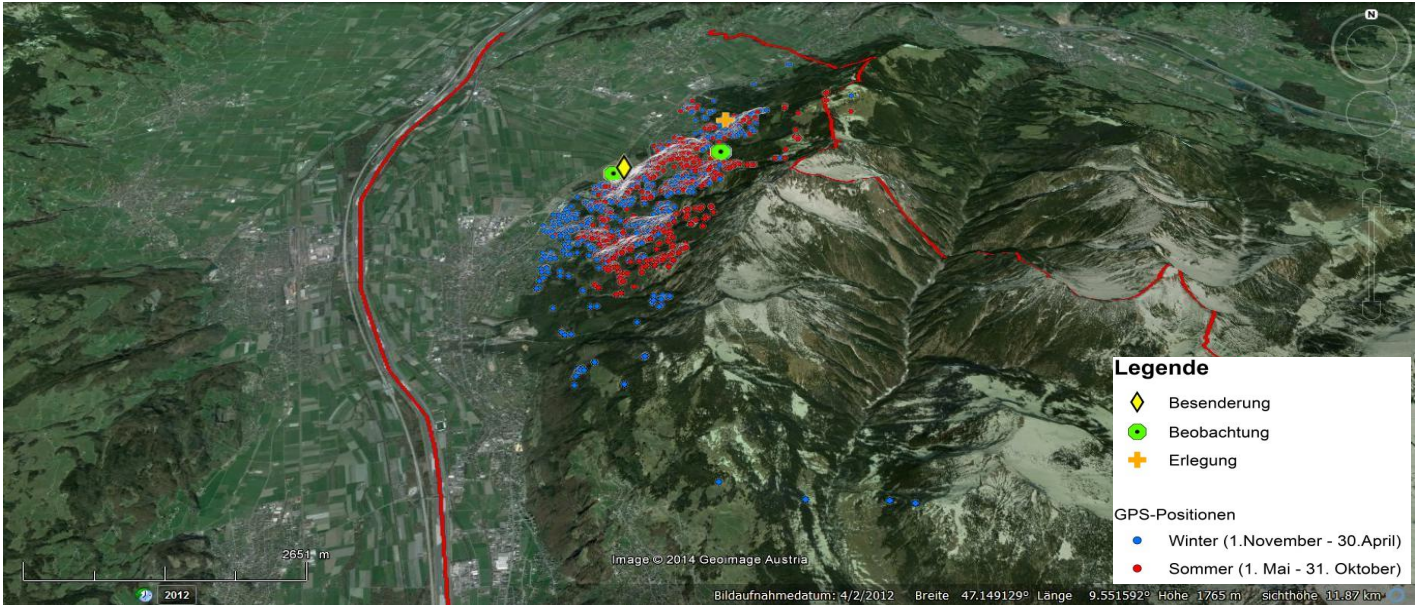 N
Legende
Besenderung
Beobachtung
Erlegung
GPS-Positionen
Winter (1.November - 30.April)
Sommer (1. Mai - 31. Oktober)
2651 m
Image © 2014 Geoimage Austria
2012
Bildaufnahmedatum: 4/2/2012 Breite 47.149129° Länge 9.551592° Höhe 1765 m sichthöhe 11.87 km